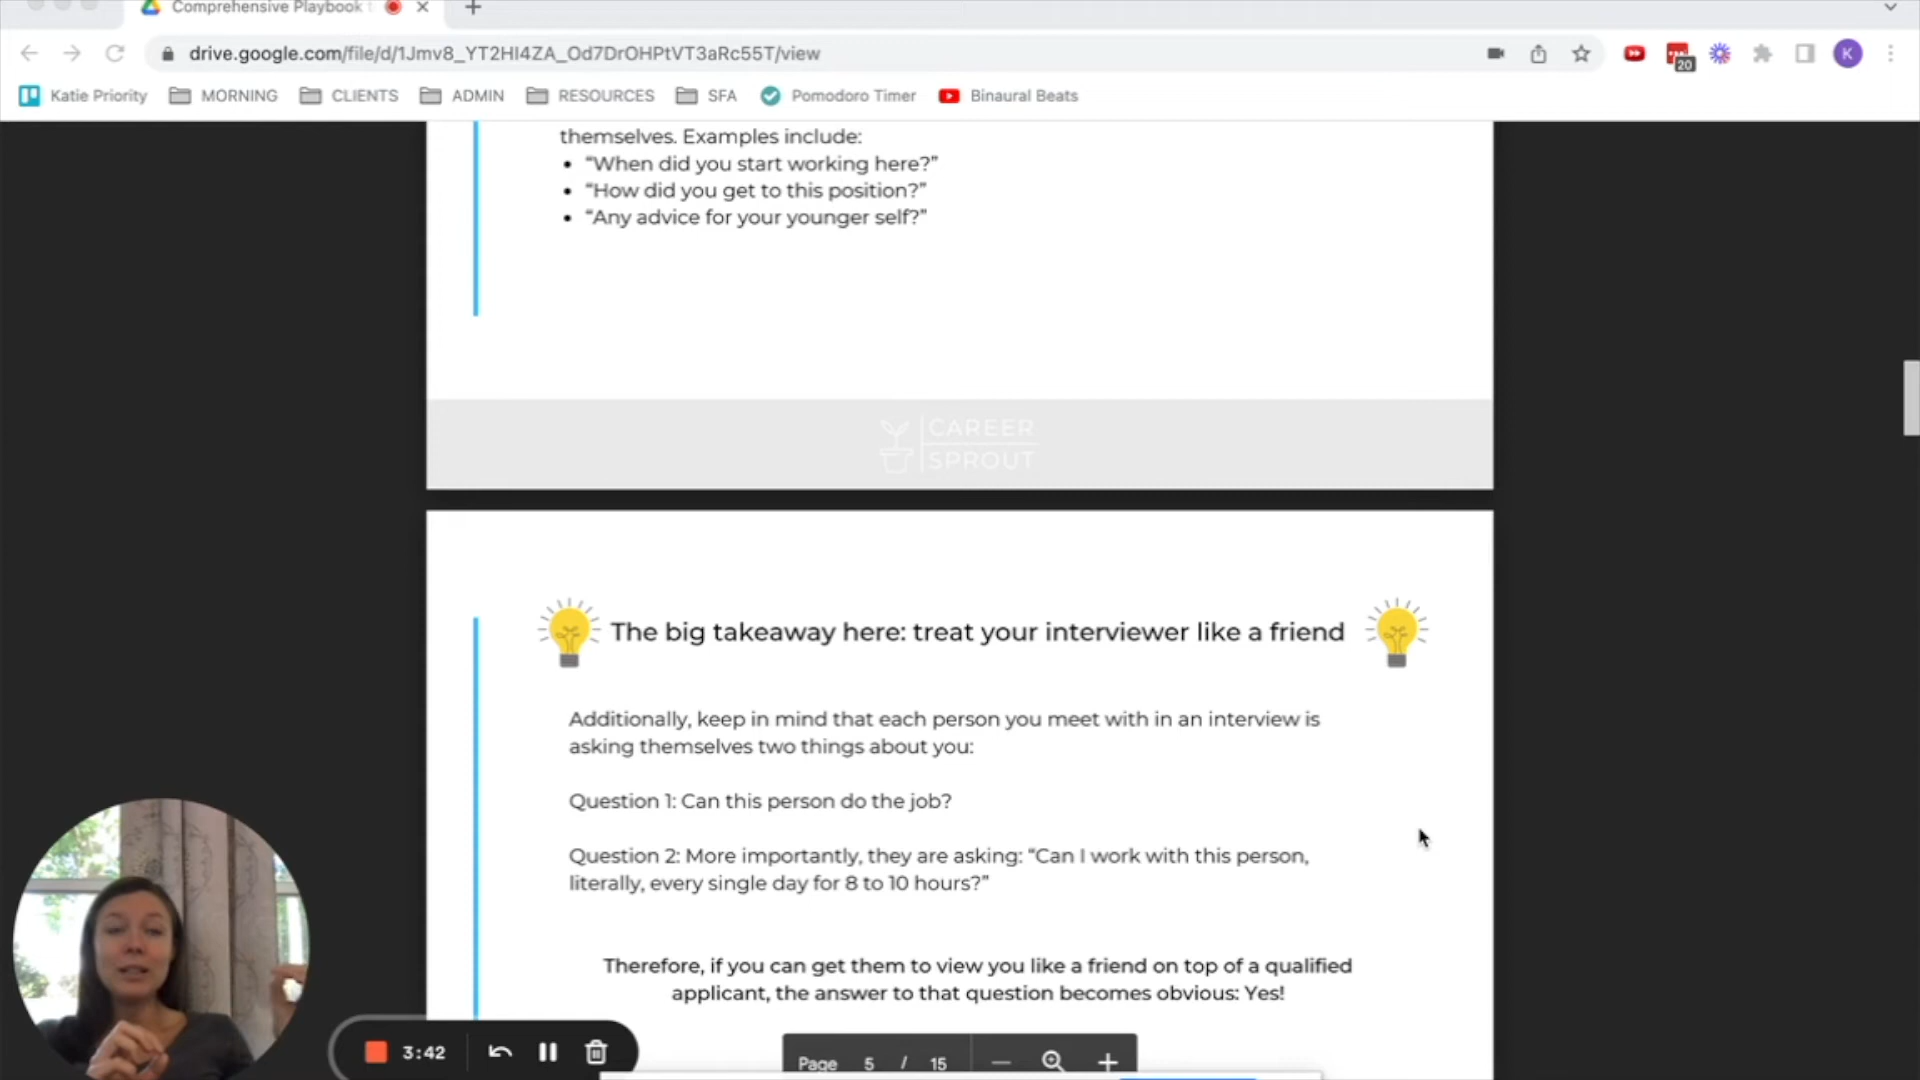 Comprehensive Playbook t
drive.google.com/file/d/1Jmv8_YT2HI4ZA_Od7DrOHPtVT3aRc55T/view
20
K
Katie Priority
MORNING
CLIENTS
ADMIN
RESOURCES
SFA
Pomodoro Timer
Binaural Beats
themselves. Examples include:
• “When did you start working here?”
• “How did you get to this position?”
• “Any advice for your younger self?”
CAREER
SPROUT
The big takeaway here: treat your interviewer like a friend
Additionally, keep in mind that each person you meet with in an interview is
asking themselves two things about you:
Question 1: Can this person do the job?
Question 2: More importantly, they are asking: “Can I work with this person,
literally, every single day for 8 to 10 hours?”
Therefore, if you can get them to view you like a friend on top of a qualified
applicant, the answer to that question becomes obvious: Yes!
3:42
Page 5 / 15